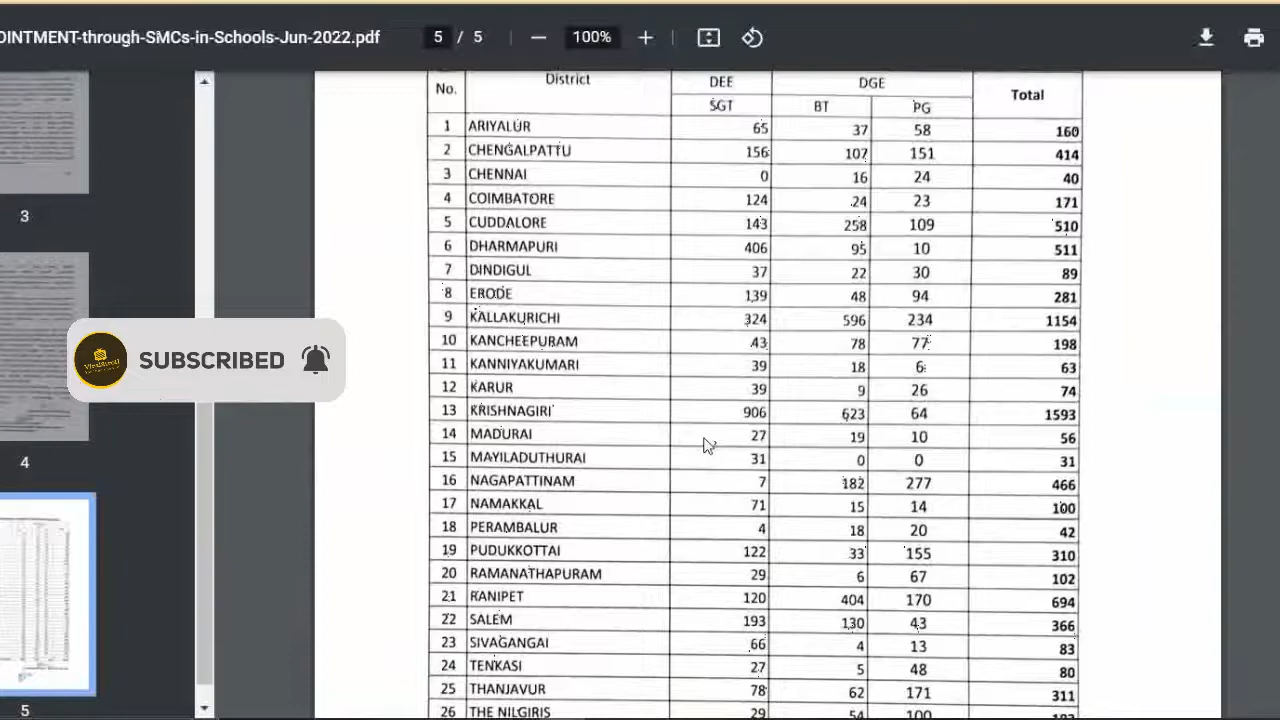 OINTMENT-through-SMCs-in-Schools-Jun-2022.pdf 5 / 5 100%
No. District DEE DGE Total
SGT BT PG
1 ARIYALUR 65 37 58 160
2 CHENGALPATTU 156 107 151 414
3 CHENNAI 0 16 24 40
4 COIMBATORE 124 24 23 171
5 CUDDALORE 143 258 109 510
6 DHARMAPURI 406 95 10 511
7 DINDIGUL 37 22 30 89
8 ERODE 139 48 94 281
9 KALLAKURICHI 324 596 234 1154
10 KANCHEEPURAM 43 78 77 198
11 KANNIYAKUMARI 39 18 6 63
12 KARUR 39 9 26 74
13 KRISHNAGIRI 906 623 64 1593
14 MADURAI 27 19 10 56
15 MAYILADUTHURAI 31 0 0 31
16 NAGAPATTINAM 7 182 277 466
17 NAMAKKAL 71 15 14 100
18 PERAMBALUR 4 18 20 42
19 PUDUKKOTTAI 122 33 155 310
20 RAMANATHAPURAM 29 6 67 102
21 RANIPET 120 404 170 694
22 SALEM 193 130 43 366
23 SIVAGANGAI 66 4 13 83
24 TENKASI 27 5 48 80
25 THANJAVUR 78 62 171 311
26 THE NILGIRIS 29 54 100
3
SUBSCRIBED
4
5